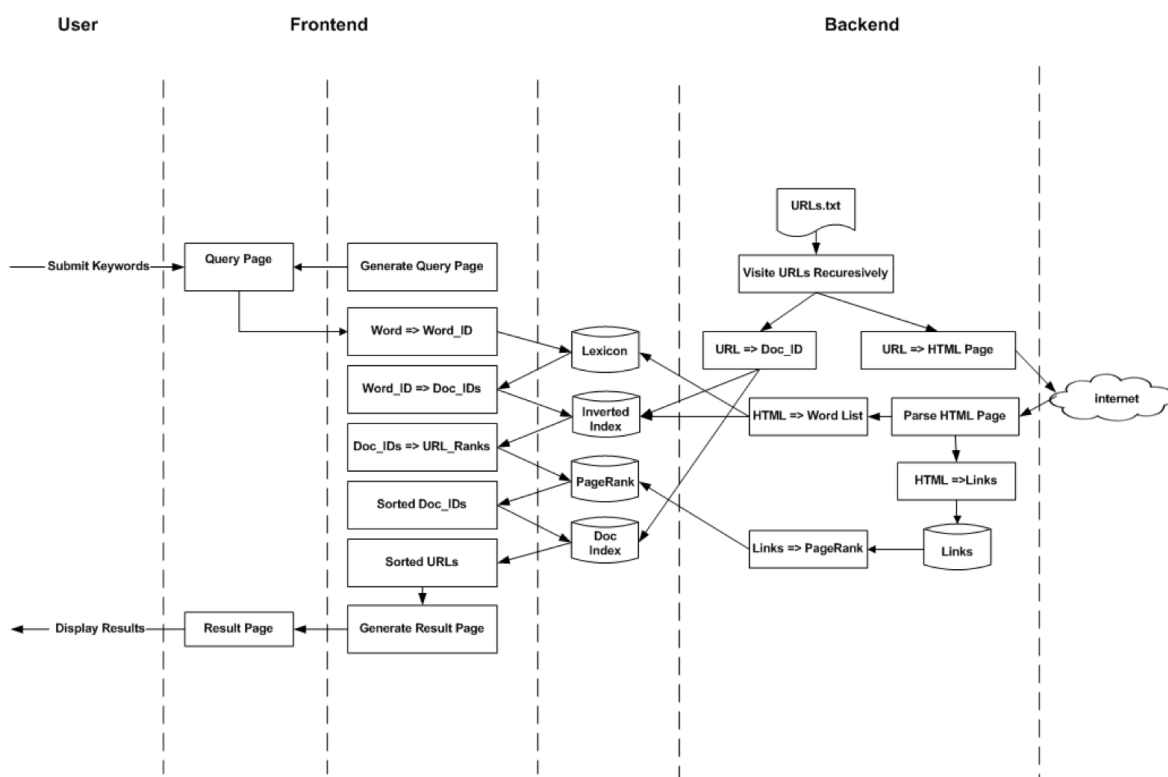 User
Frontend
Backend
URLs.txt
Submit Keywords
Query Page
Generate Query Page
Visite URLs Recuresively
Word => Word_ID
Lexicon
URL => Doc_ID
URL => HTML Page
Word_ID => Doc_IDs
Inverted
Index
HTML => Word List
Parse HTML Page
internet
Doc_IDs => URL_Ranks
PageRank
HTML =>Links
Sorted Doc_IDs
Doc
Index
Links => PageRank
Links
Sorted URLs
Display Results
Result Page
Generate Result Page